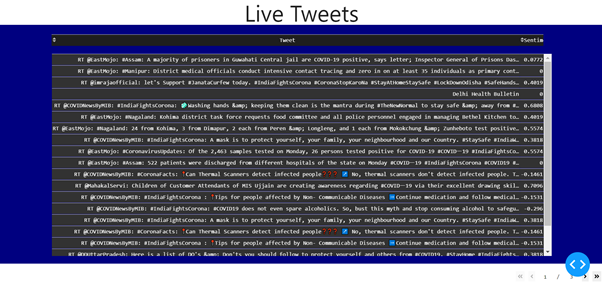 Live Tweets
Tweet Sentim
RT @EastMojo: #Assam: A majority of prisoners in Guwahati Central jail are COVID-19 positive, says letter; Inspector General of Prisons Das… 0.0772
RT @EastMojo: #Manipur: District medical officials conduct intensive contact tracing and zero in on at least 35 individuals as primary cont… 0
RT @imrajaofficial: let's Support #JanataCurfew today. #IndiaFightsCorona #CoronaStopKaroNa #StayAtHomeStaySafe #LockDownOdisha #SafeHands… 0.4019
Delhi Health Bulletin 0
RT @COVIDNewsByMIB: #IndiaFightsCorona: Washing hands &amp; keeping them clean is the mantra during #TheNewNormal to stay safe &amp; away from #… 0.6808
RT @EastMojo: #Nagaland: Kohima district task force requests food committee and all police personnel engaged in managing Bethel Kitchen to… 0.4019
RT @EastMojo: #Nagaland: 24 from Kohima, 3 from Dimapur, 2 each from Peren &amp; Longleng, and 1 each from Mokokchung &amp; Zunheboto test positive… 0.5574
RT @COVIDNewsByMIB: #IndiaFightsCorona: A mask is to protect yourself, your family, your neighbourhood and our Country. #StaySafe #IndiaW… 0.3818
RT @CoronavirusUpdates: Of the 2,463 samples tested on Monday, 26 persons tested positive for COVID-19 #COVID—19 #IndiaFightsCo… 0.5574
RT @EastMojo: #Assam: 522 patients were discharged from different hospitals of the state on Monday #COVID—19 #IndiaFightsCorona #COVID19 #… 0
RT @COVIDNewsByMIB: #CoronaFacts: ❗Can Thermal Scanners detect infected people❓❓❓ No, thermal scanners don't detect infected people. T… -0.1461
RT @MahakalServi: Children of Customer Attendants of MIS Ujjain are creating awareness regarding #COVID—19 via their excellent drawing skil… 0.7096
RT @COVIDNewsByMIB: #IndiaFightsCorona : ❗Tips for people affected by Non- Communicable Diseases Continue medication and follow medical… -0.1531
RT @COVIDNewsByMIB: #IndiaFightsCorona: #COVID19 does not even spare alcoholics. So, bust this myth and stop consuming alcohol to safegu… -0.296
RT @COVIDNewsByMIB: #IndiaFightsCorona: A mask is to protect yourself, your family, your neighbourhood and our Country. #StaySafe #IndiaW… 0.3818
RT @COVIDNewsByMIB: #CoronaFacts: ❗Can Thermal Scanners detect infected people❓❓❓ No, thermal scanners don't detect infected people. T… -0.1461
RT @COVIDNewsByMIB: #IndiaFightsCorona : ❗Tips for people affected by Non- Communicable Diseases Continue medication and follow medical… -0.1531
RT @UttarPradesh: Here is a list of DO's &amp; Don'ts you should follow to protect yourself and others from #COVID19. #StaySafe #IndiaFightsCo… 0.3818
1 / 3